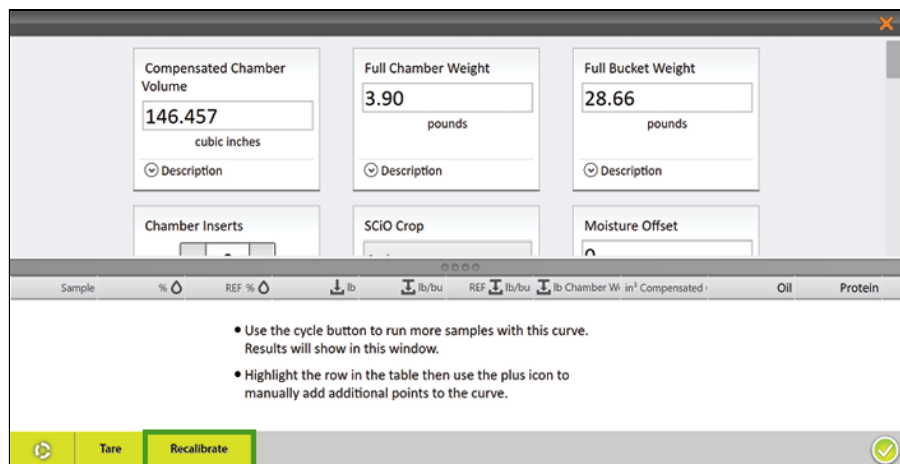 Compensated Chamber
Volume
146.457
cubic inches
Description
Full Chamber Weight
3.90
pounds
Description
Full Bucket Weight
28.66
pounds
Description
Chamber Inserts
SCiO Crop
Moisture Offset
Sample % REF % lb lb/bu REF lb/bu lb Chamber W in³ Compensated Oil Protein
• Use the cycle button to run more samples with this curve.
Results will show in this window.
• Highlight the row in the table then use the plus icon to
manually add additional points to the curve.
Tare Recalibrate